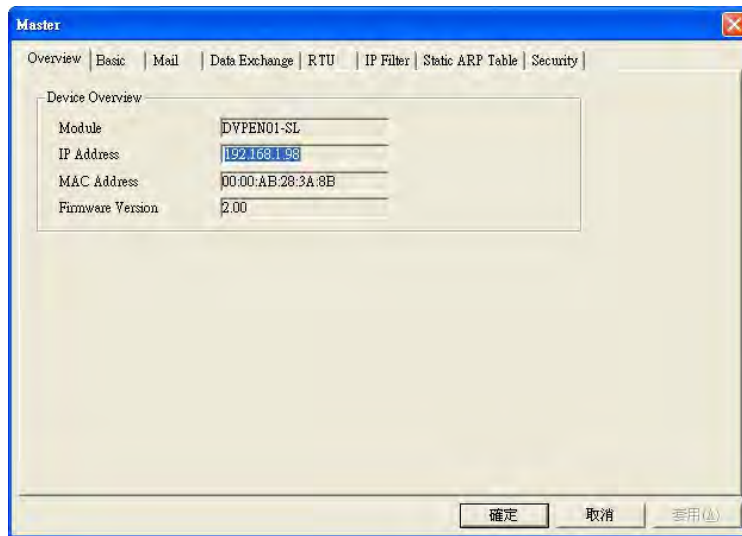 Master
Overview Basic Mail Data Exchange RTU IP Filter Static ARP Table Security
Device Overview
Module DVPEN01-SL
IP Address 192.168.1.98
MAC Address 00:00:AB:28:3A:8B
Firmware Version 2.00
確定 取消 套用(A)